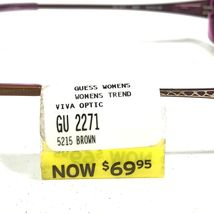 GUESS WOMENS
WOMENS TREND
VIVA OPTIC
GU 2271
5215 BROWN
NOW $69.95